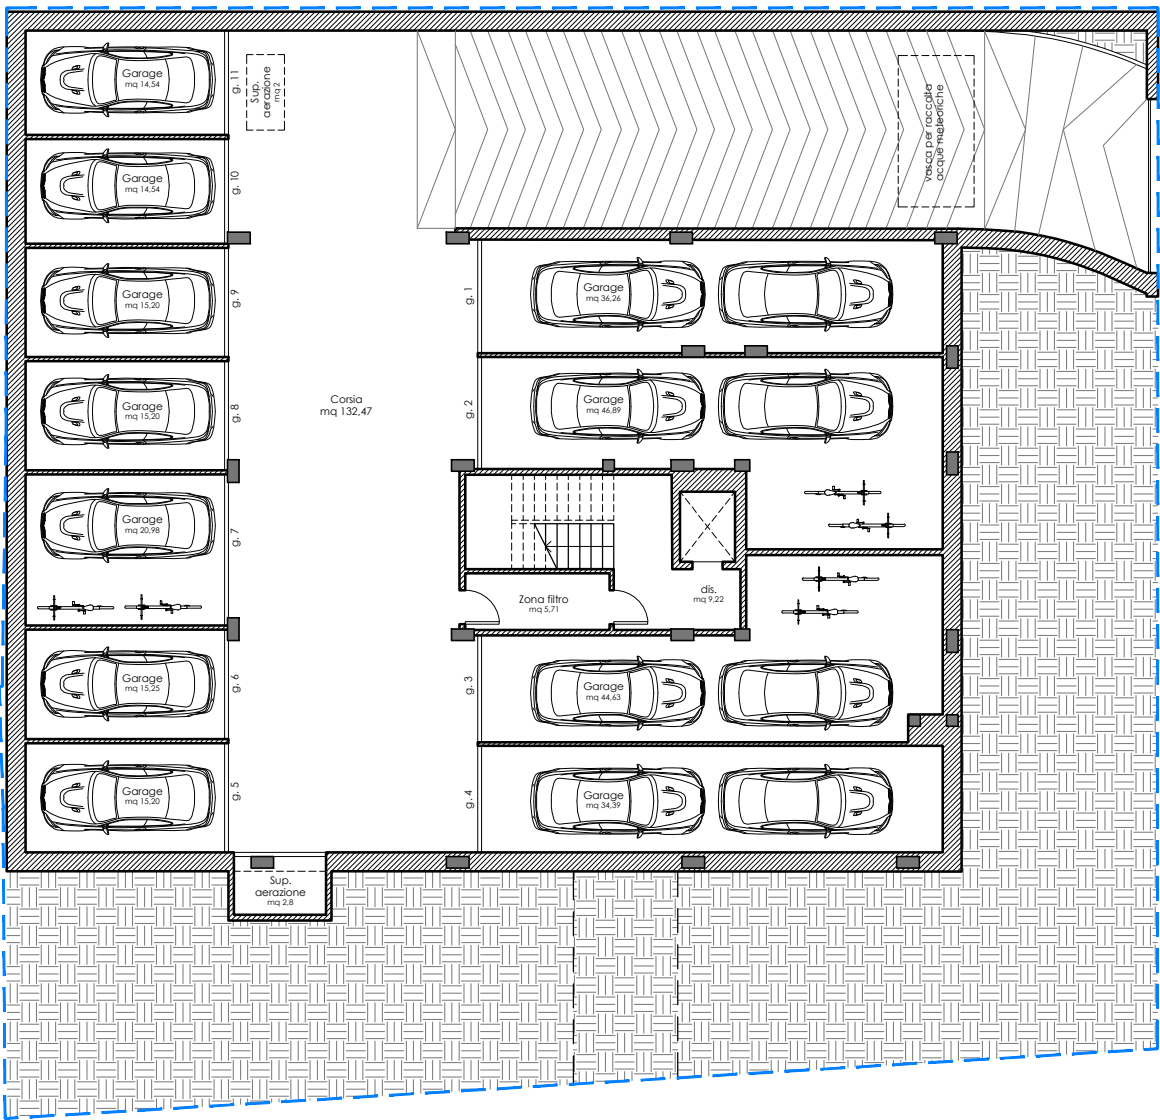 Garage
mq 14,54
g. 11
Sup.
aerazione
mq 2
vasca per raccolta
acque meteoriche
Garage
mq 14,54
g. 10
Garage
mq 15,20
g. 9
Garage
mq 36,26
g. 1
Garage
mq 15,20
g. 8
Corsia
mq 132,47
Garage
mq 46,89
g. 2
Garage
mq 20,98
g. 7
Zona filtro
mq 5,71
dis.
mq 9,22
Garage
mq 15,25
g. 6
Garage
mq 44,63
g. 3
Garage
mq 15,20
g. 5
Garage
mq 34,39
g. 4
Sup.
aerazione
mq 2,8